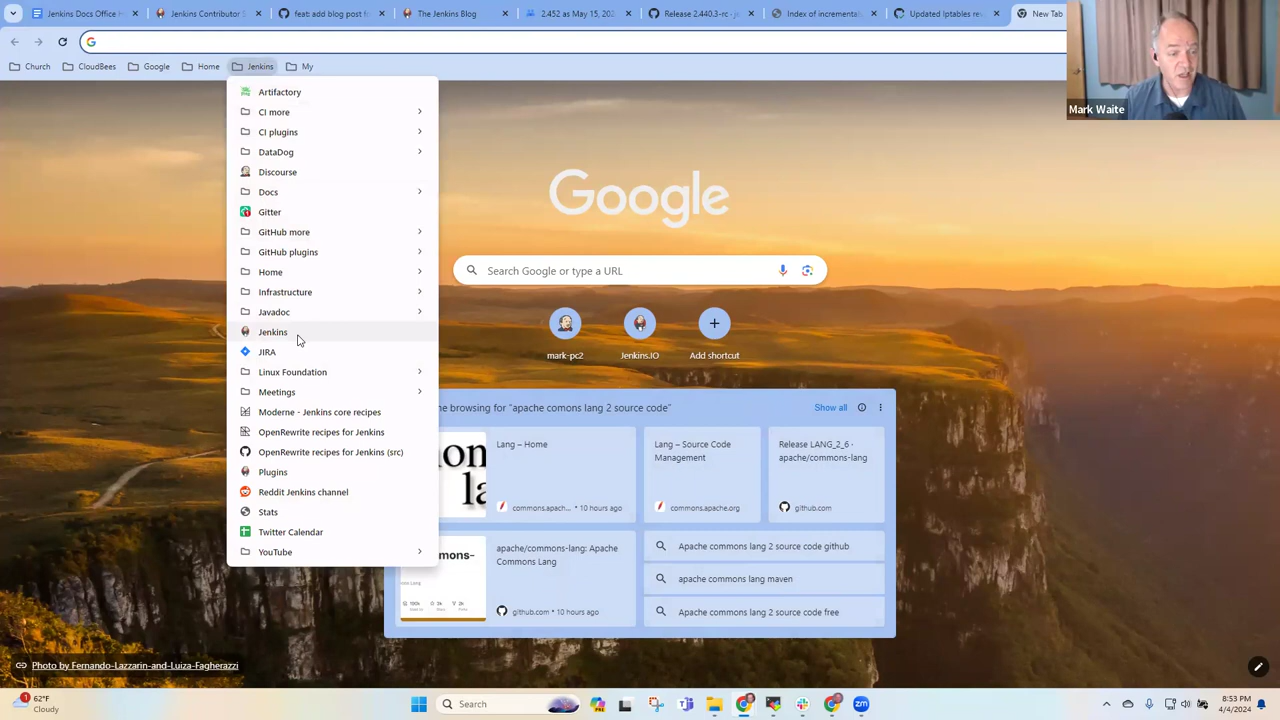 Jenkins Docs Office H
Jenkins Contributor S
feat: add blog post f
The Jenkins Blog
2.452 as May 15, 202
Release 2.440.3-rc · j
Index of incrementa
Updated Iptables rev
New Tab
Church
CloudBees
Google
Home
Jenkins
My
Mark Waite
Artifactory
CI more
CI plugins
DataDog
Discourse
Docs
Gitter
GitHub more
GitHub plugins
Home
Infrastructure
Javadoc
Jenkins
JIRA
Linux Foundation
Meetings
Moderne - Jenkins core recipes
OpenRewrite recipes for Jenkins
OpenRewrite recipes for Jenkins (src)
Plugins
Reddit Jenkins channel
Stats
Twitter Calendar
YouTube
Google
Search Google or type a URL
mark-pc2
Jenkins.IO
Add shortcut
browsing for "apache comons lang 2 source code"
Show all
Lang – Home
commons.apach... • 10 hours ago
Lang – Source Code
Management
commons.apache.org
Release LANG_2_6 ·
apache/commons-lang
github.com
apache/commons-lang: Apache
Commons Lang
github.com • 10 hours ago
Apache commons lang 2 source code github
apache commons lang maven
Apache commons lang 2 source code free
Photo by Fernando-Lazzarin-and-Luiza-Fagherazzi
1
62°F
Cloudy
Search
8:53 PM
4/4/2024